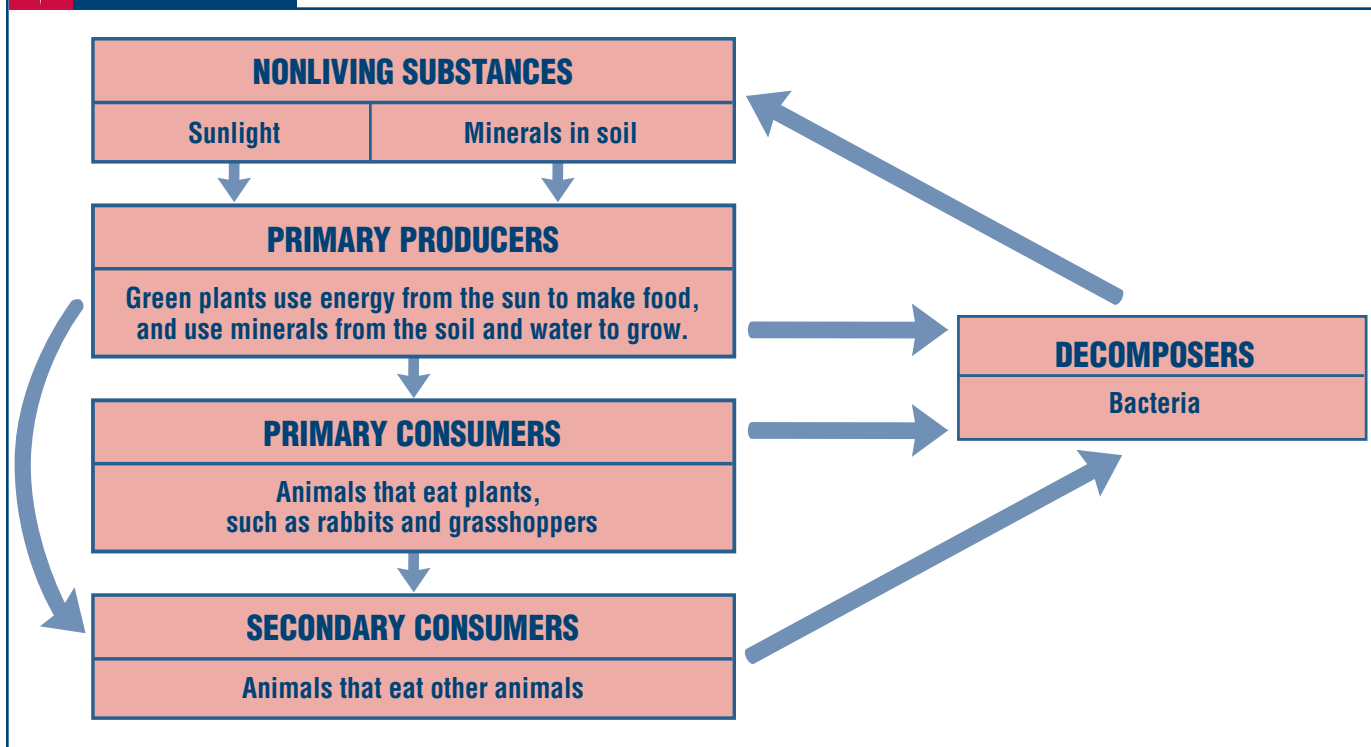 NONLIVING SUBSTANCES
Sunlight
Minerals in soil
PRIMARY PRODUCERS
Green plants use energy from the sun to make food,
and use minerals from the soil and water to grow.
PRIMARY CONSUMERS
Animals that eat plants,
such as rabbits and grasshoppers
SECONDARY CONSUMERS
Animals that eat other animals
DECOMPOSERS
Bacteria